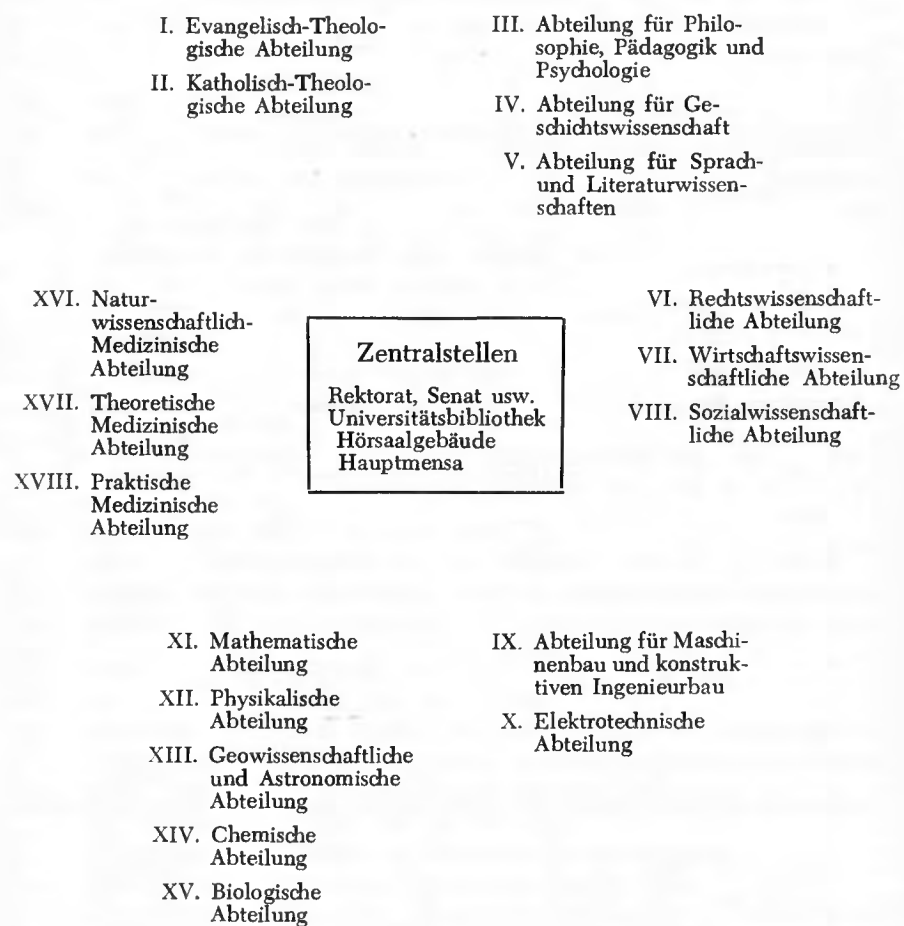 I. Evangelisch-Theolo-
gische Abteilung
II. Katholisch-Theolo-
gische Abteilung
III. Abteilung für Philo-
sophie, Pädagogik und
Psychologie
IV. Abteilung für Ge-
schichtswissenschaft
V. Abteilung für Sprach-
und Literaturwissen-
schaften
XVI. Natur-
wissenschaftlich-
Medizinische
Abteilung
XVII. Theoretische
Medizinische
Abteilung
XVIII. Praktische
Medizinische
Abteilung
Zentralstellen
Rektorat, Senat usw.
Universitätsbibliothek
Hörsaalgebäude
Hauptmensa
VI. Rechtswissenschaft-
liche Abteilung
VII. Wirtschaftswissen-
schaftliche Abteilung
VIII. Sozialwissenschaft-
liche Abteilung
XI. Mathematische
Abteilung
XII. Physikalische
Abteilung
XIII. Geowissenschaftliche
und Astronomische
Abteilung
XIV. Chemische
Abteilung
XV. Biologische
Abteilung
IX. Abteilung für Maschi-
nenbau und konstruk-
tiven Ingenieurbau
X. Elektrotechnische
Abteilung